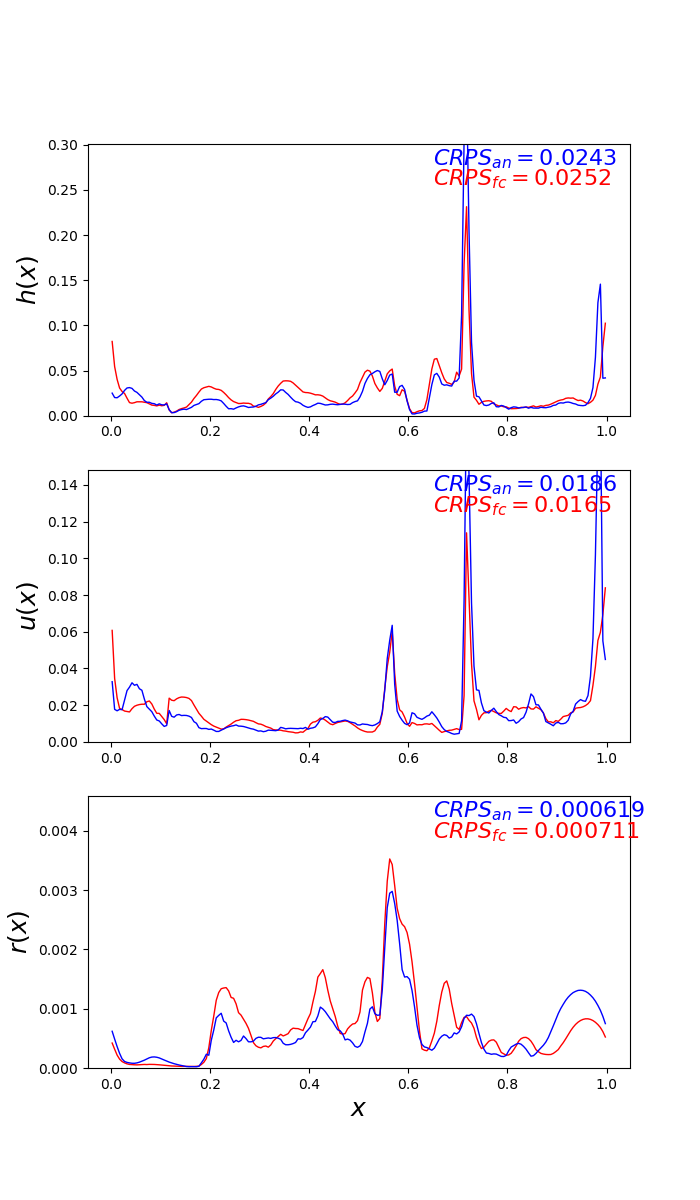 0.30
0.25
0.20
0.15
0.10
0.05
0.00
h(x)
CRPS_an = 0.0243
CRPS_fc = 0.0252
0.0 0.2 0.4 0.6 0.8 1.0
0.14
0.12
0.10
0.08
0.06
0.04
0.02
0.00
u(x)
CRPS_an = 0.0186
CRPS_fc = 0.0165
0.0 0.2 0.4 0.6 0.8 1.0
0.004
0.003
0.002
0.001
0.000
r(x)
CRPS_an = 0.000619
CRPS_fc = 0.000711
0.0 0.2 0.4 0.6 0.8 1.0
x